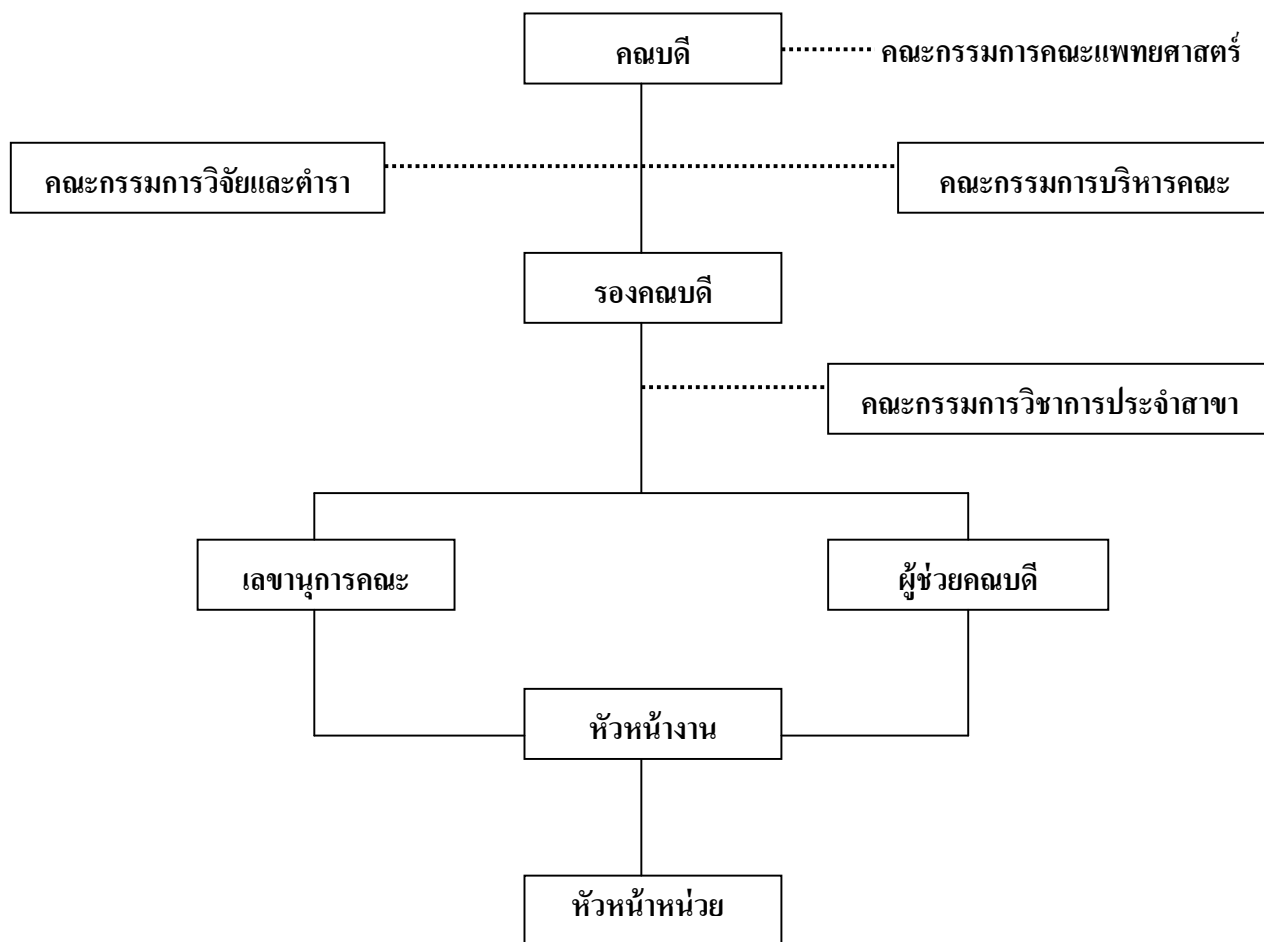 คณบดี
คณะกรรมการคณะแพทยศาสตร์
คณะกรรมการวิจัยและตำรา
คณะกรรมการบริหารคณะ
รองคณบดี
คณะกรรมการวิชาการประจำสาขา
เลขานุการคณะ
ผู้ช่วยคณบดี
หัวหน้างาน
หัวหน้าหน่วย